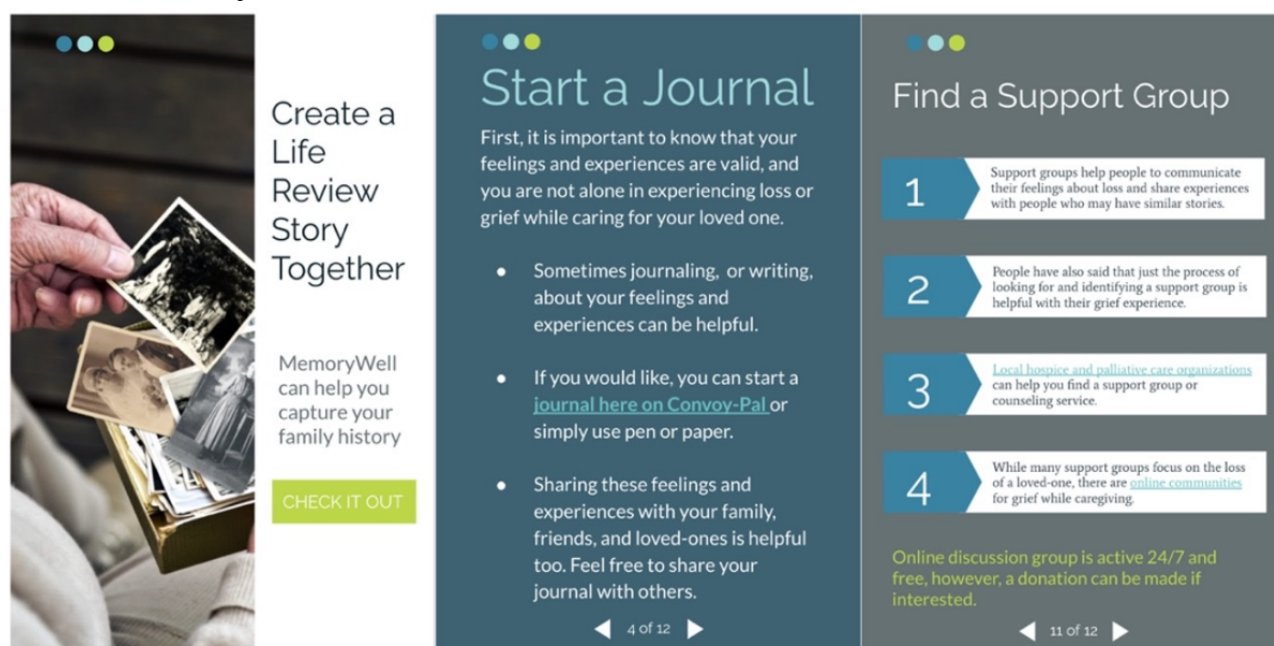 Create a
Life
Review
Story
Together
MemoryWell
can help you
capture your
family history
CHECK IT OUT
Start a Journal
First, it is important to know that your
feelings and experiences are valid, and
you are not alone in experiencing loss or
grief while caring for your loved one.
● Sometimes journaling, or writing,
about your feelings and
experiences can be helpful.
● If you would like, you can start a
journal here on Convoy-Pal or
simply use pen or paper.
● Sharing these feelings and
experiences with your family,
friends, and loved-ones is helpful
too. Feel free to share your
journal with others.
4 of 12
Find a Support Group
1
Support groups help people to communicate
their feelings about loss and share experiences
with people who may have similar stories.
2
People have also said that just the process of
looking for and identifying a support group is
helpful with their grief experience.
3
Local hospice and palliative care organizations
can help you find a support group or
counseling service.
4
While many support groups focus on the loss
of a loved-one, there are online communities
for grief while caregiving.
Online discussion group is active 24/7 and
free, however, a donation can be made if
interested.
11 of 12